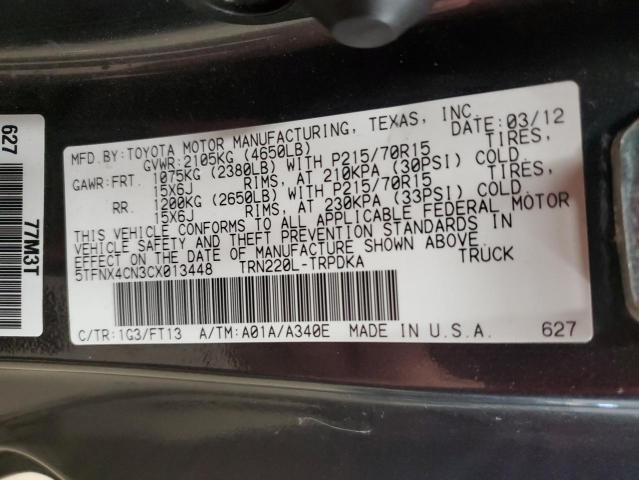 MFD.BY:TOYOTA MOTOR MANUFACTURING, TEXAS, INC.
GVWR:2105KG (4650LB) DATE: 03/12
GAWR:FRT. 1075KG (2380LB) WITH P215/70R15 TIRES,
15X6J RIMS, AT 210KPA (30PSI) COLD.
RR. 1200KG (2650LB) WITH P215/70R15 TIRES,
15X6J RIMS, AT 230KPA (33PSI) COLD.
THIS VEHICLE CONFORMS TO ALL APPLICABLE FEDERAL MOTOR
VEHICLE SAFETY AND THEFT PREVENTION STANDARDS IN
EFFECT ON THE DATE OF MANUFACTURE SHOWN ABOVE.
5TFNX4CN3CX013448 TRN220L-TRPDKA TRUCK
C/TR:1G3/FT13 A/TM:A01A/A340E MADE IN U.S.A. 627
627
77M3T